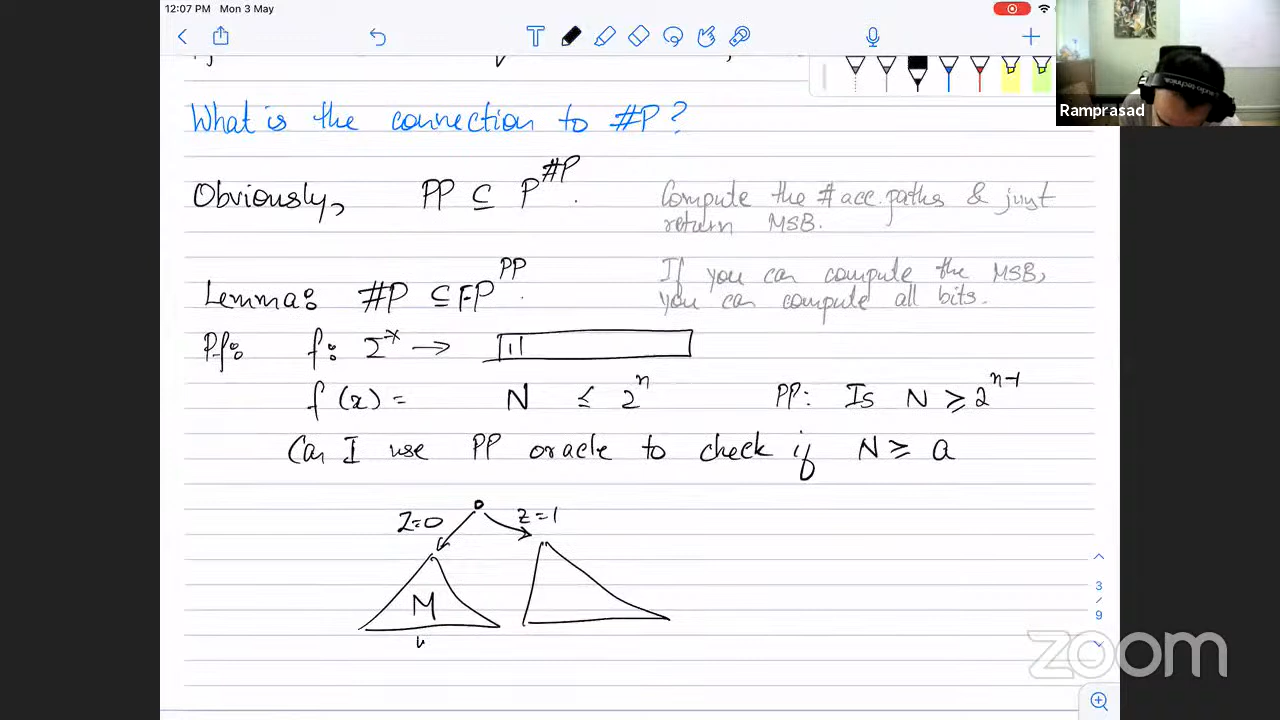 12:07 PM Mon 3 May
Ramprasad
What is the connection to #P?
Obviously, PP ⊆ P^#P. Compute the # acc. paths & just
return MSB.
If you can compute the MSB,
Lemma: #P ⊆ FP^PP. you can compute all bits.
Pf: f: Σ^* →
f(x) = N ≤ 2^n PP: Is N ≥ 2^{n-1}
Can I use PP oracle to check if N ≥ a
Z=0 Z=1
M
3
/
9
zoom